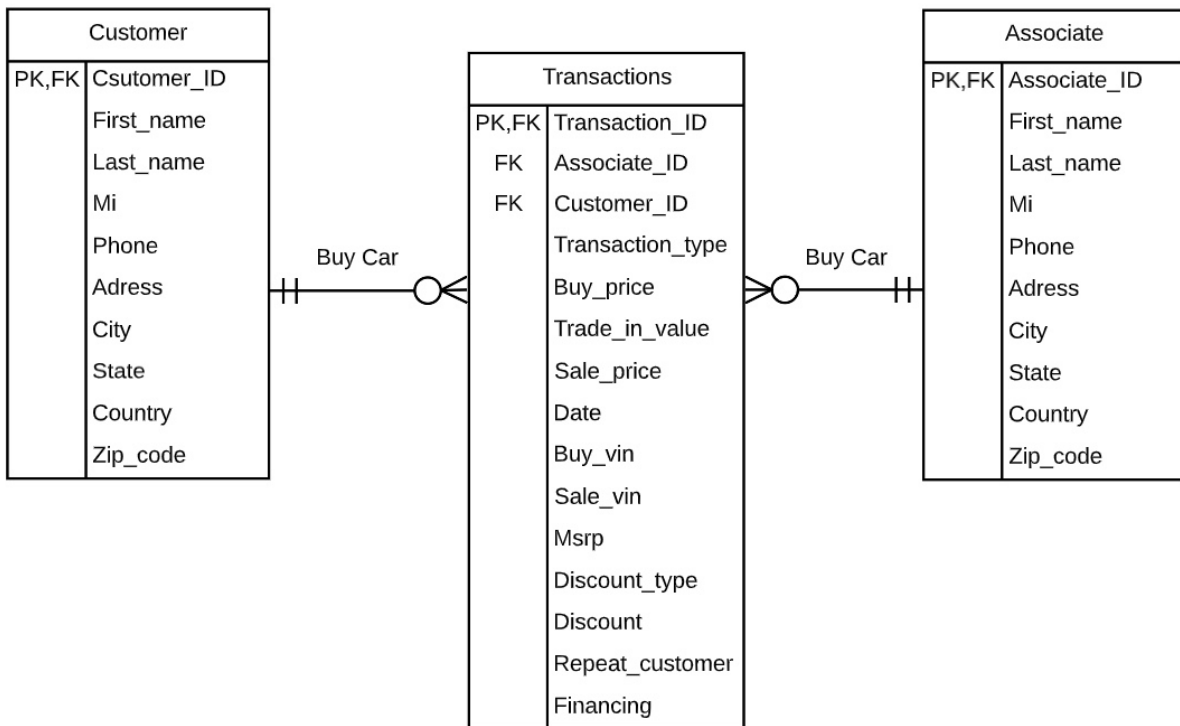 Customer
PK,FK Csutomer_ID
First_name
Last_name
Mi
Phone
Adress
City
State
Country
Zip_code
Buy Car
Transactions
PK,FK Transaction_ID
FK Associate_ID
FK Customer_ID
Transaction_type
Buy_price
Trade_in_value
Sale_price
Date
Buy_vin
Sale_vin
Msrp
Discount_type
Discount
Repeat_customer
Financing
Buy Car
Associate
PK,FK Associate_ID
First_name
Last_name
Mi
Phone
Adress
City
State
Country
Zip_code